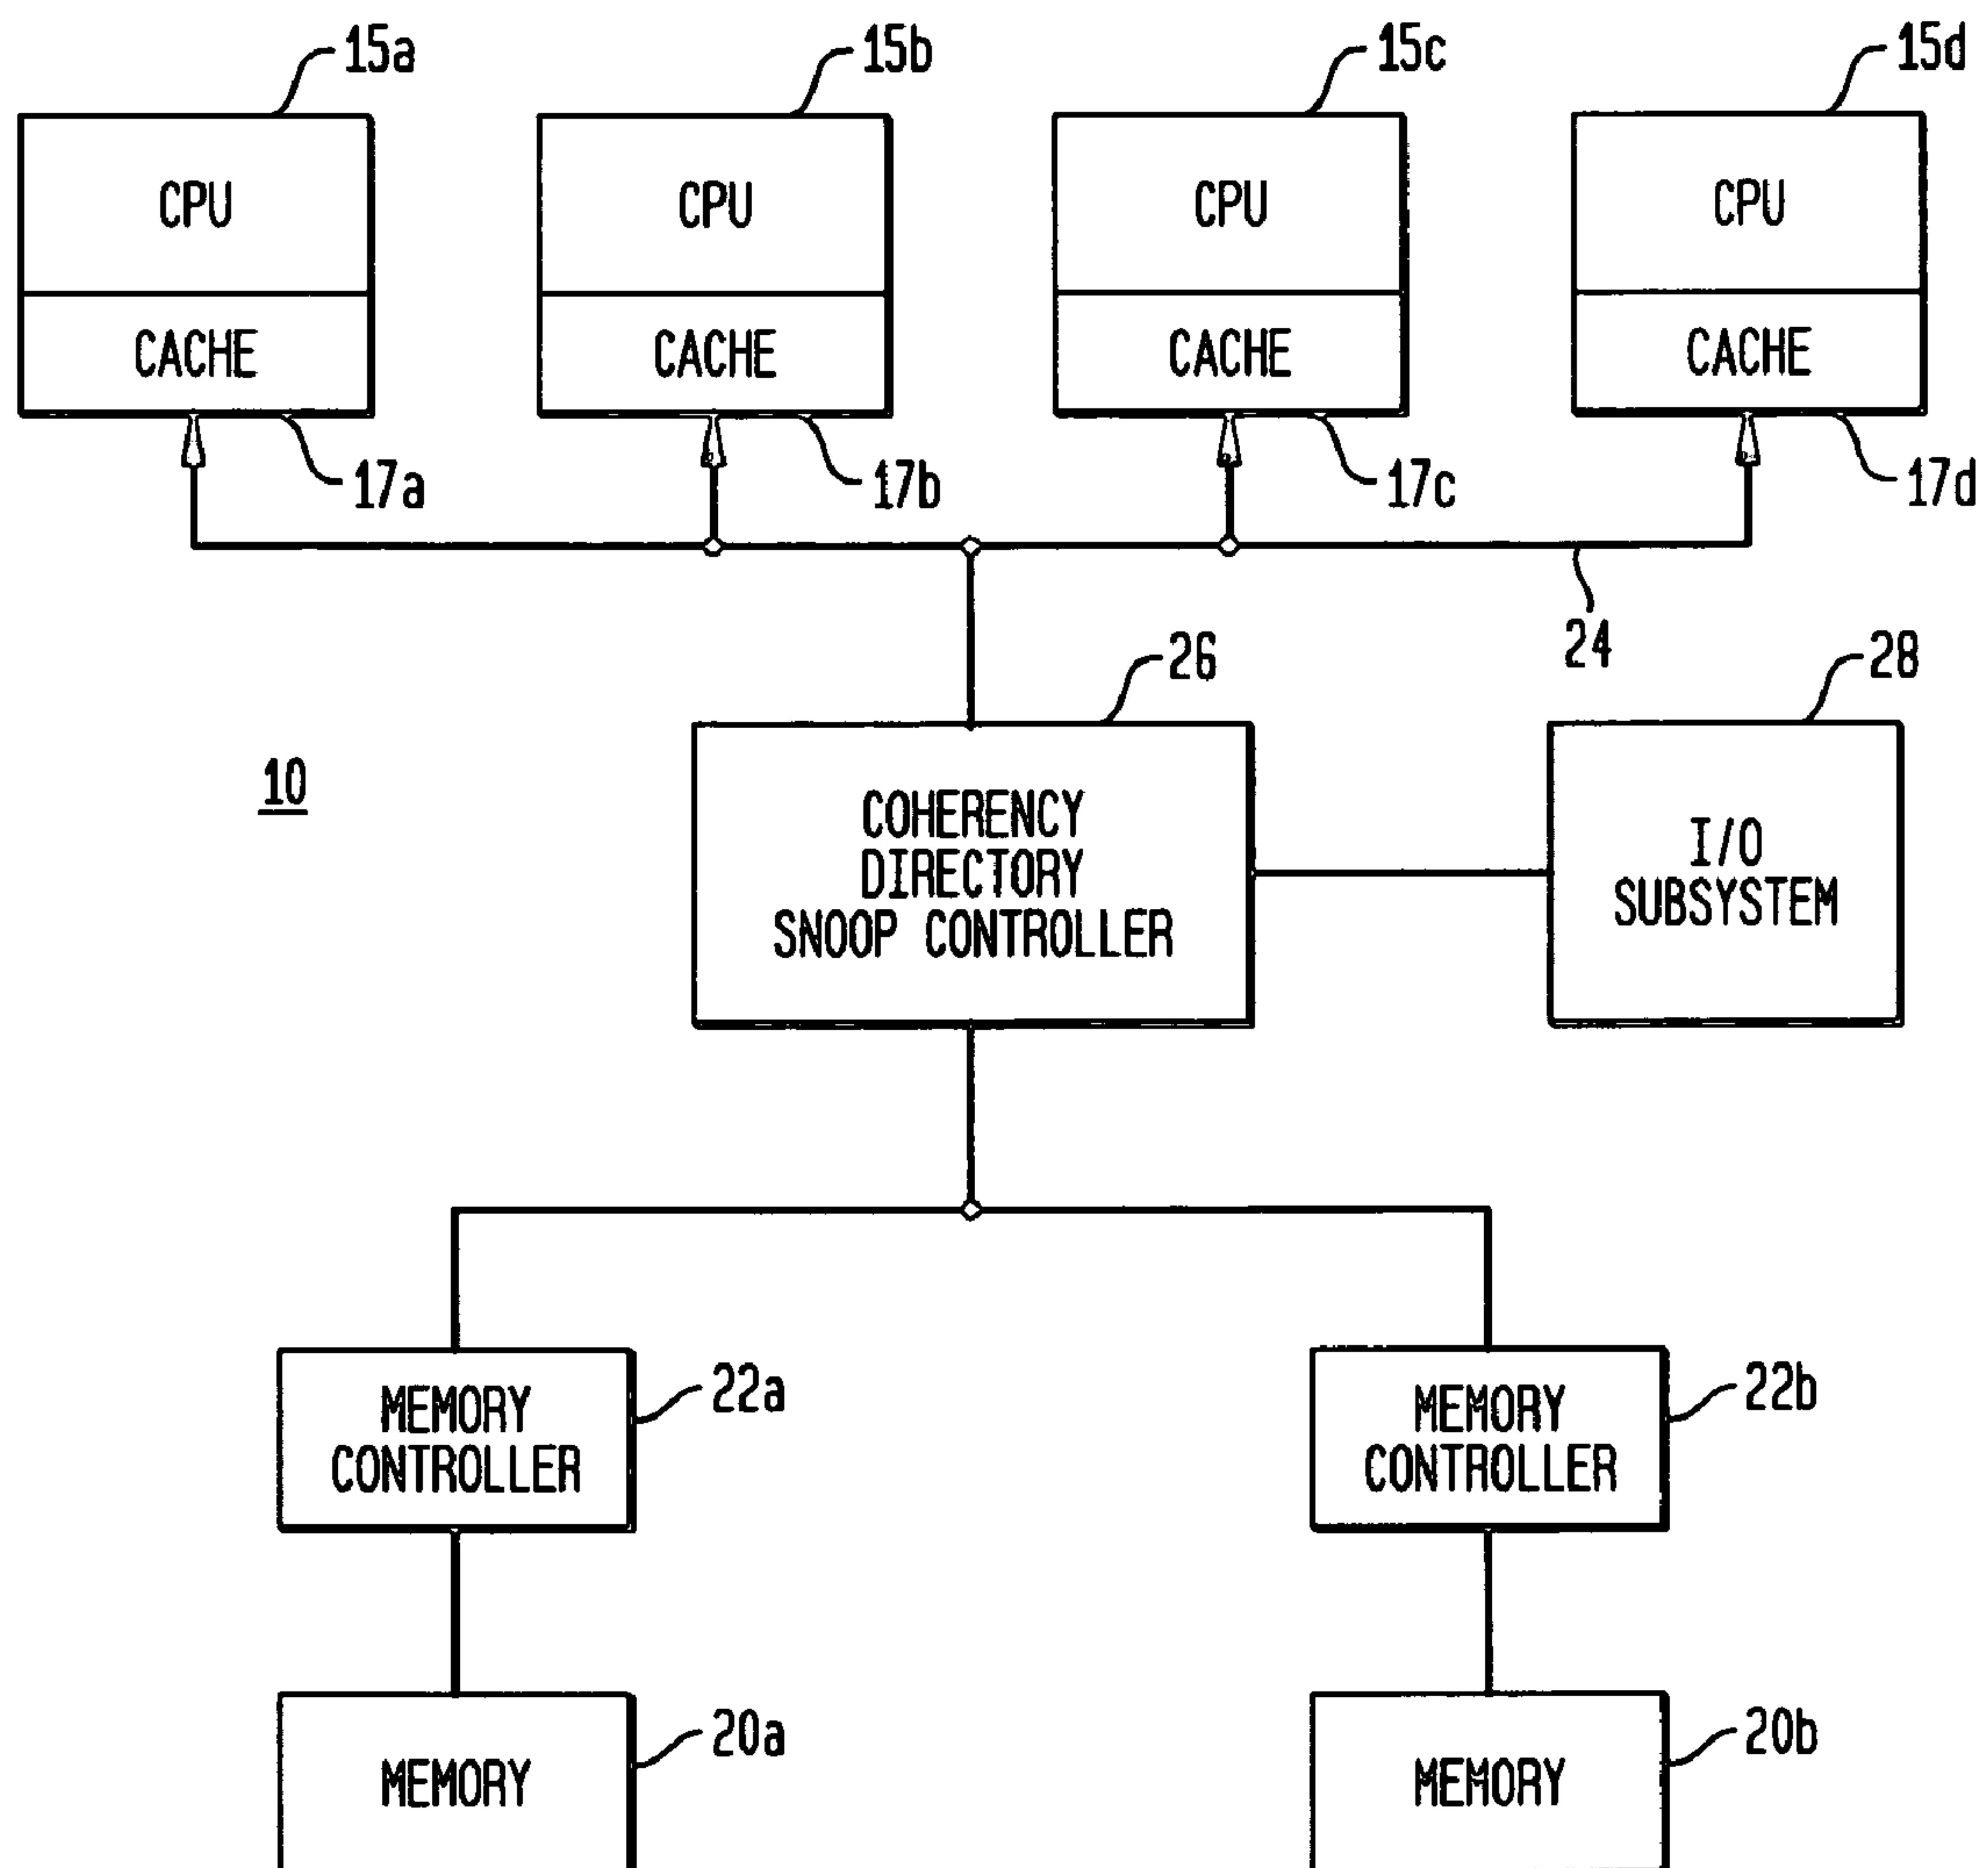 15a 15b 15c 15d
CPU CPU CPU CPU
CACHE CACHE CACHE CACHE
17a 17b 17c 17d
24
26 28
10
COHERENCY
DIRECTORY
SNOOP CONTROLLER
I/O
SUBSYSTEM
MEMORY
CONTROLLER
22a
MEMORY
CONTROLLER
22b
MEMORY
20a
MEMORY
20b